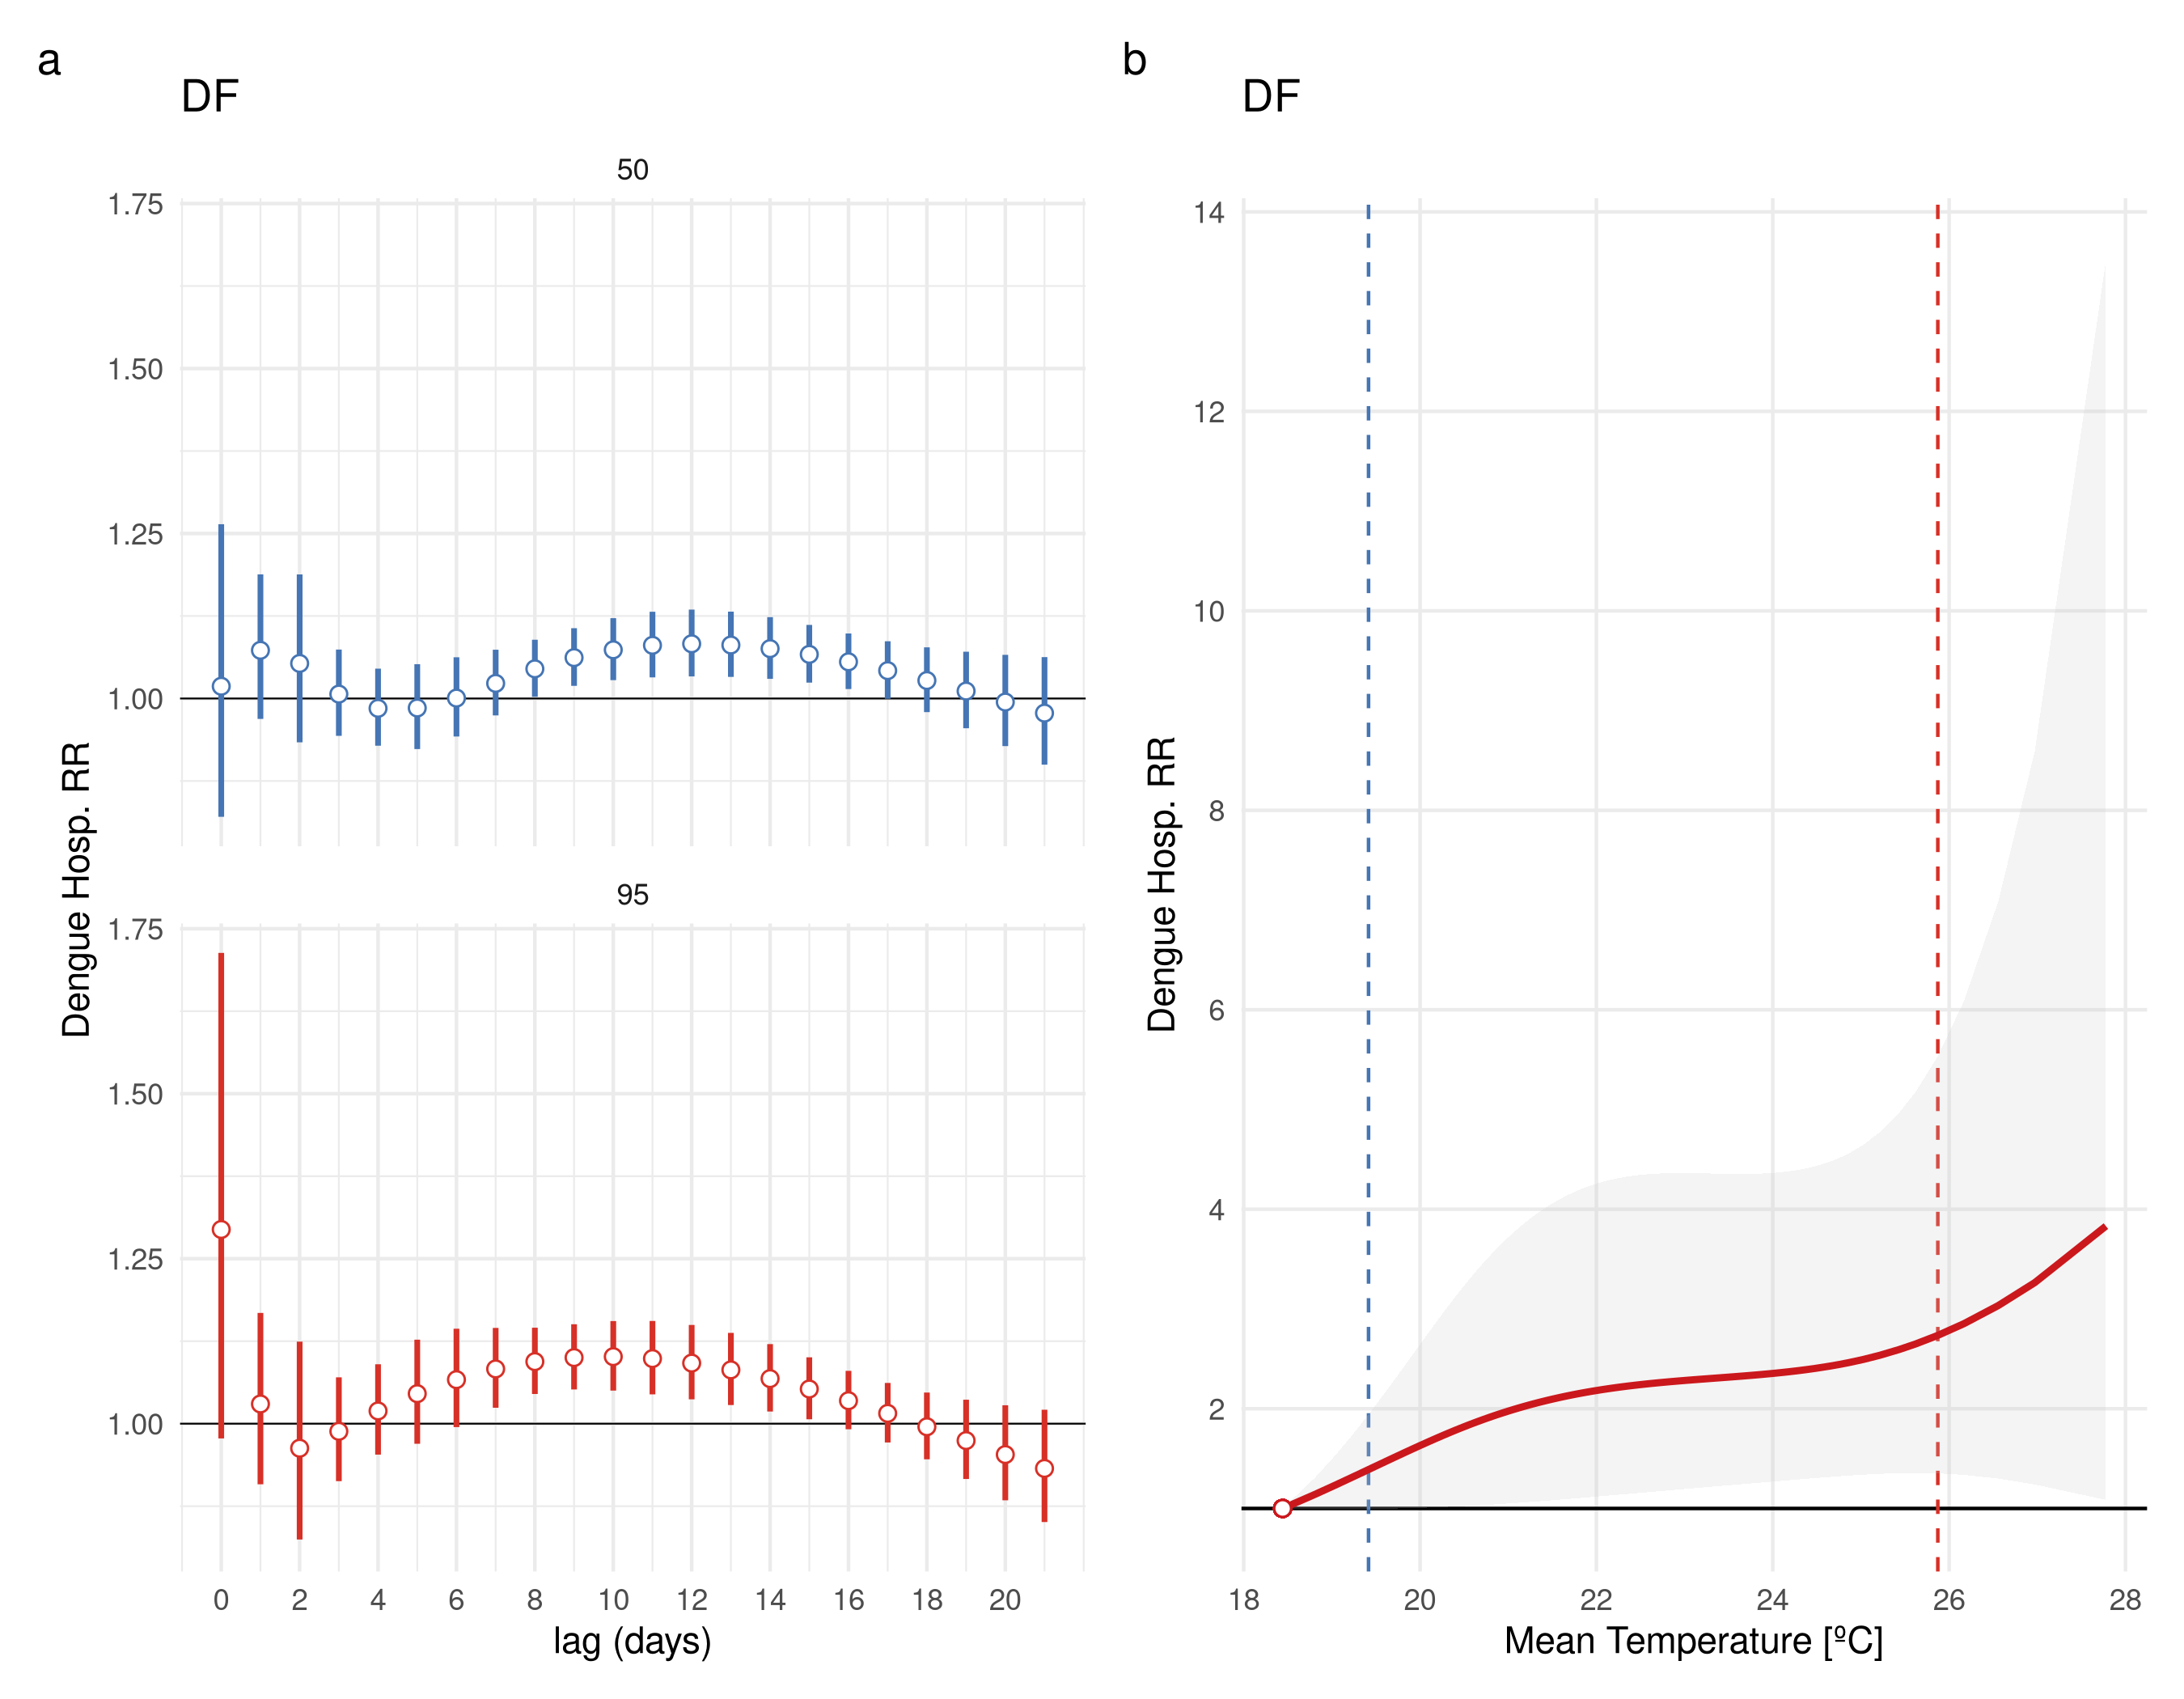 a
DF
50
1.75
1.50
1.25
1.00
95
1.75
1.50
1.25
1.00
Dengue Hosp. RR
0 2 4 6 8 10 12 14 16 18 20
lag (days)
b
DF
14
12
10
8
6
4
2
Dengue Hosp. RR
18 20 22 24 26 28
Mean Temperature [ºC]